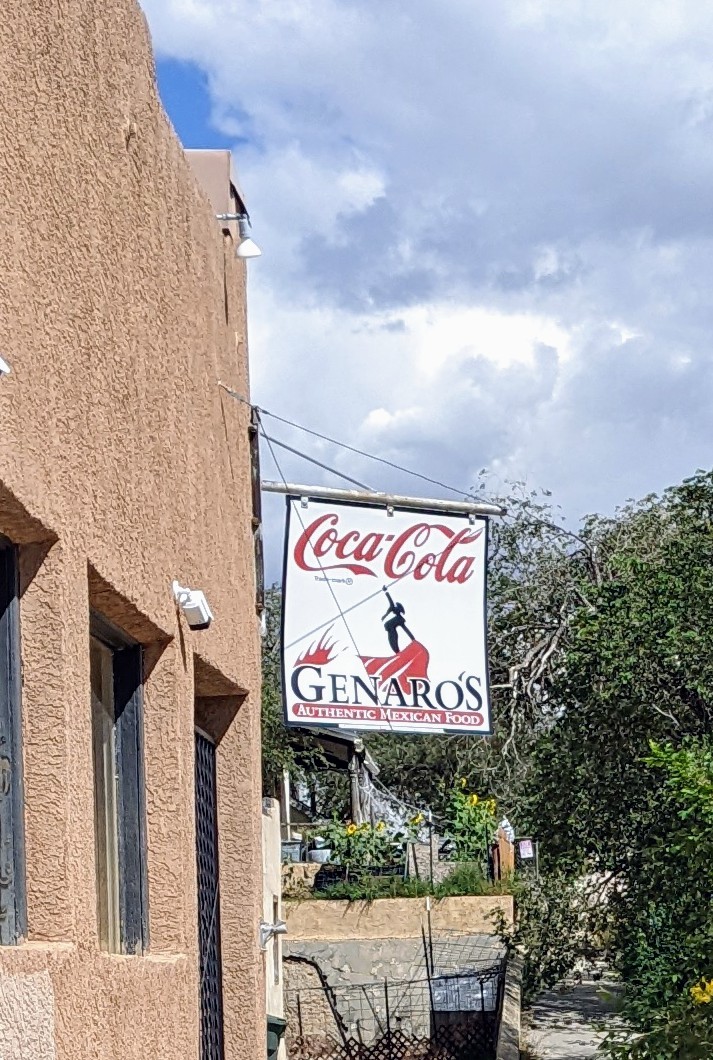 Coca-Cola
Trade-mark®
GENARO'S
AUTHENTIC MEXICAN FOOD